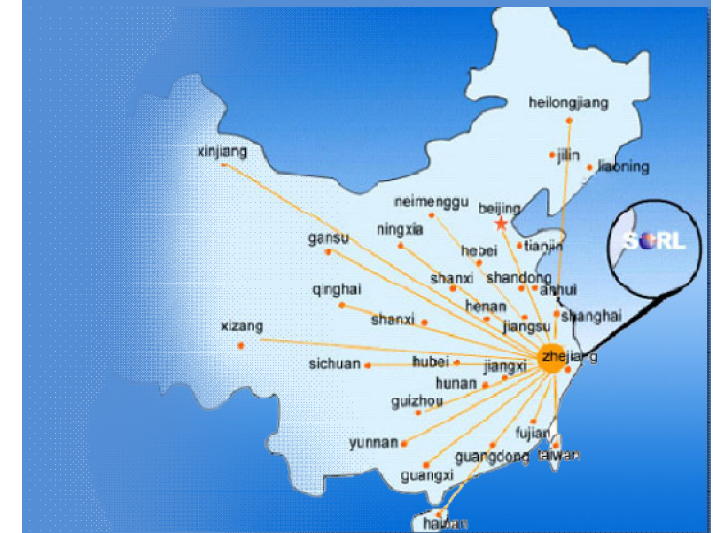 heilongjiang
jilin
liaoning
xinjiang
neimenggu
beijing
ningxia
gansu
hebei
tianjin
SORL
shanxi
shandong
anhui
qinghai
henan
shanghai
shanxi
jiangsu
xizang
zhejiang
sichuan
hubei
jiangxi
hunan
guizhou
fujian
yunnan
guangdong
taiwan
guangxi
hainan